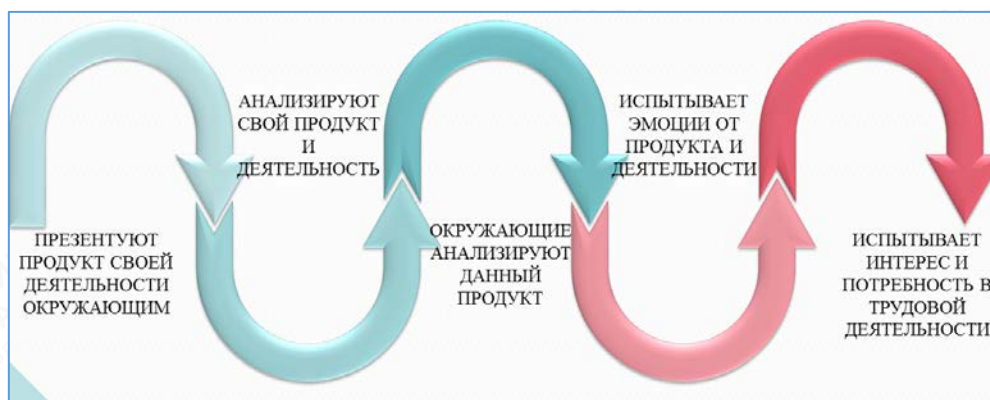 ПРЕЗЕНТУЮТ
ПРОДУКТ СВОЕЙ
ДЕЯТЕЛЬНОСТИ
ОКРУЖАЮЩИМ
АНАЛИЗИРУЮТ
СВОЙ ПРОДУКТ
И
ДЕЯТЕЛЬНОСТЬ
ОКРУЖАЮЩИЕ
АНАЛИЗИРУЮТ
ДАННЫЙ
ПРОДУКТ
ИСПЫТЫВАЕТ
ЭМОЦИИ ОТ
ПРОДУКТА И
ДЕЯТЕЛЬНОСТИ
ИСПЫТЫВАЕТ
ИНТЕРЕС И
ПОТРЕБНОСТЬ В
ТРУДОВОЙ
ДЕЯТЕЛЬНОСТИ